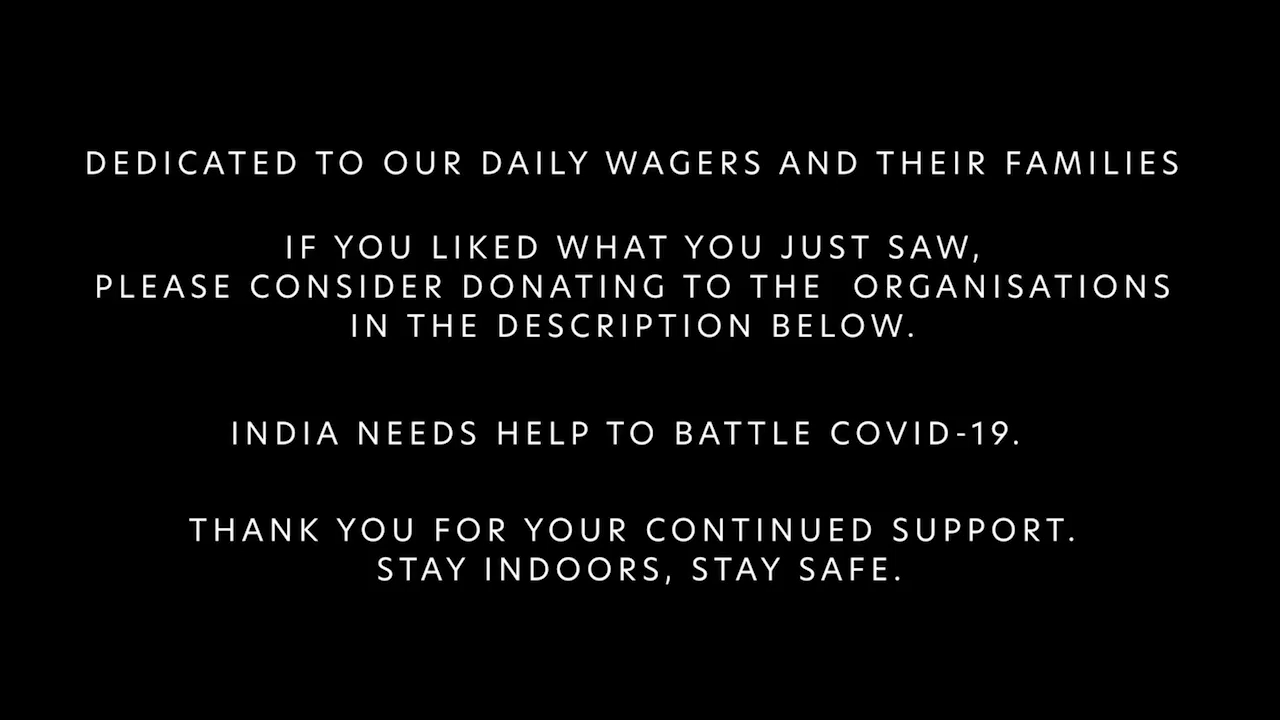 DEDICATED TO OUR DAILY WAGERS AND THEIR FAMILIES
IF YOU LIKED WHAT YOU JUST SAW,
PLEASE CONSIDER DONATING TO THE  ORGANISATIONS
IN THE DESCRIPTION BELOW.
INDIA NEEDS HELP TO BATTLE COVID-19.
THANK YOU FOR YOUR CONTINUED SUPPORT.
STAY INDOORS, STAY SAFE.